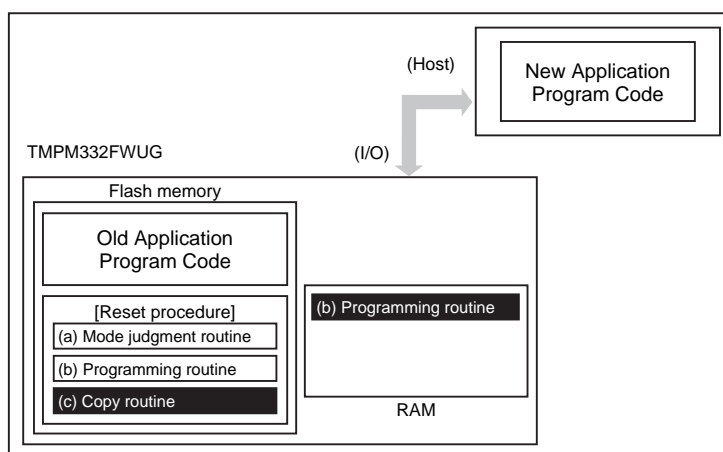 (Host)
New Application
Program Code
TMPM332FWUG
(I/O)
Flash memory
Old Application
Program Code
[Reset procedure]
(a) Mode judgment routine
(b) Programming routine
(c) Copy routine
(b) Programming routine
RAM